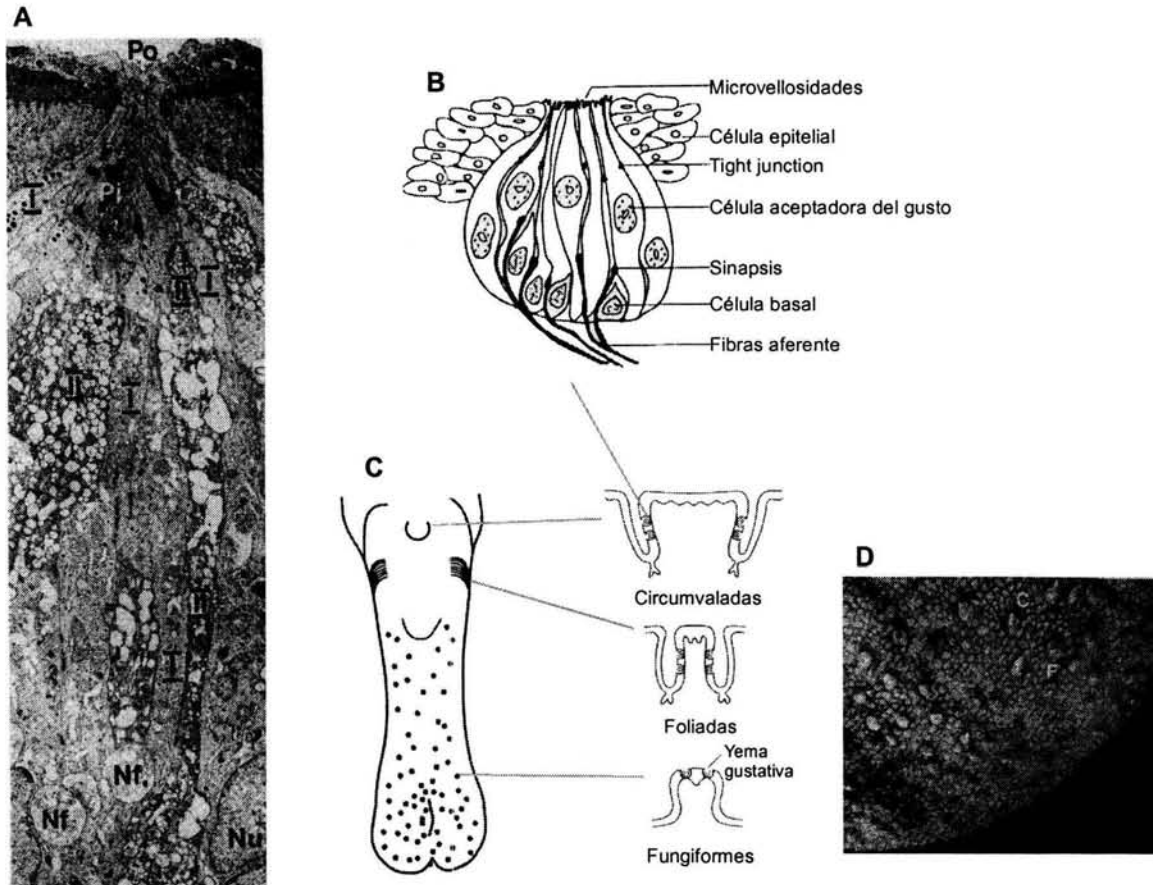 A
Po
I
Pi
II
I
II
I
II
I
Nf.
Nf
Nu
B
Microvellosidades
Célula epitelial
Tight junction
Célula aceptadora del gusto
Sinapsis
Célula basal
Fibras aferente
C
Circumvaladas
Foliadas
Yema
gustativa
Fungiformes
D
C
F